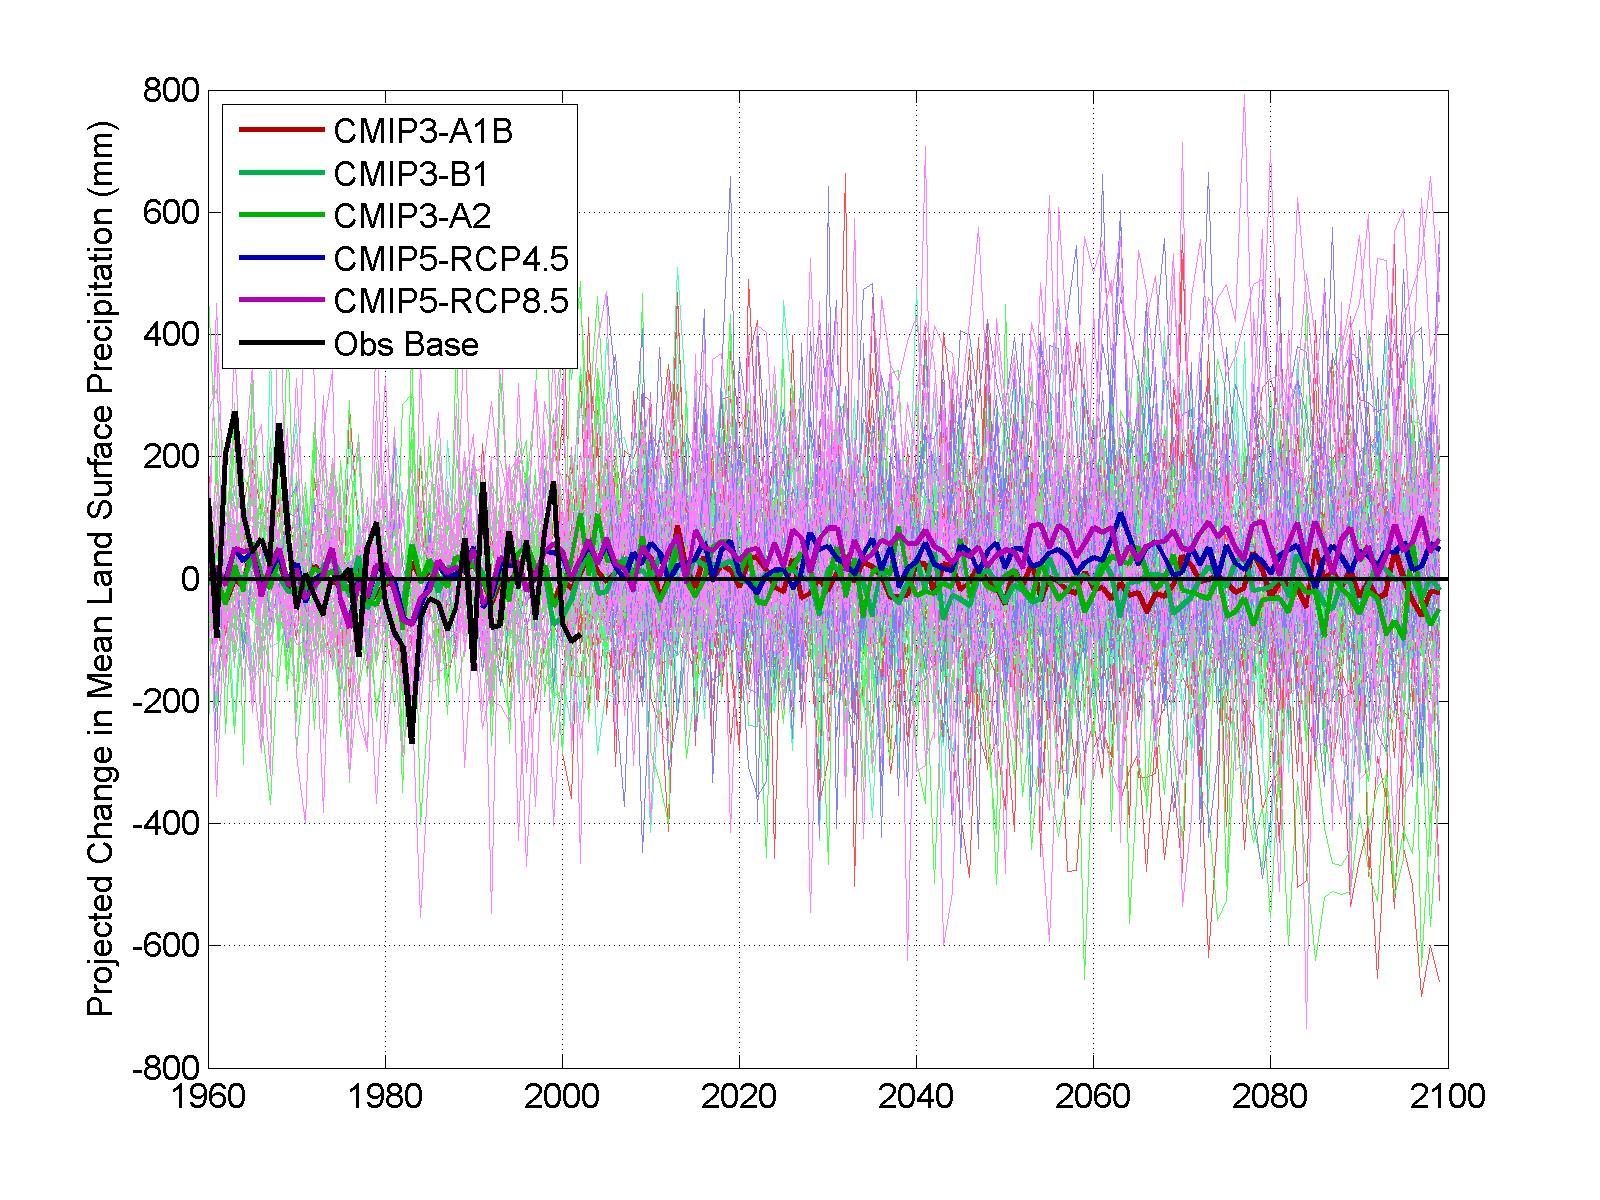 Projected Change in Mean Land Surface Precipitation (mm)
800
600
400
200
0
-200
-400
-600
-800
CMIP3-A1B
CMIP3-B1
CMIP3-A2
CMIP5-RCP4.5
CMIP5-RCP8.5
Obs Base
1960 1980 2000 2020 2040 2060 2080 2100